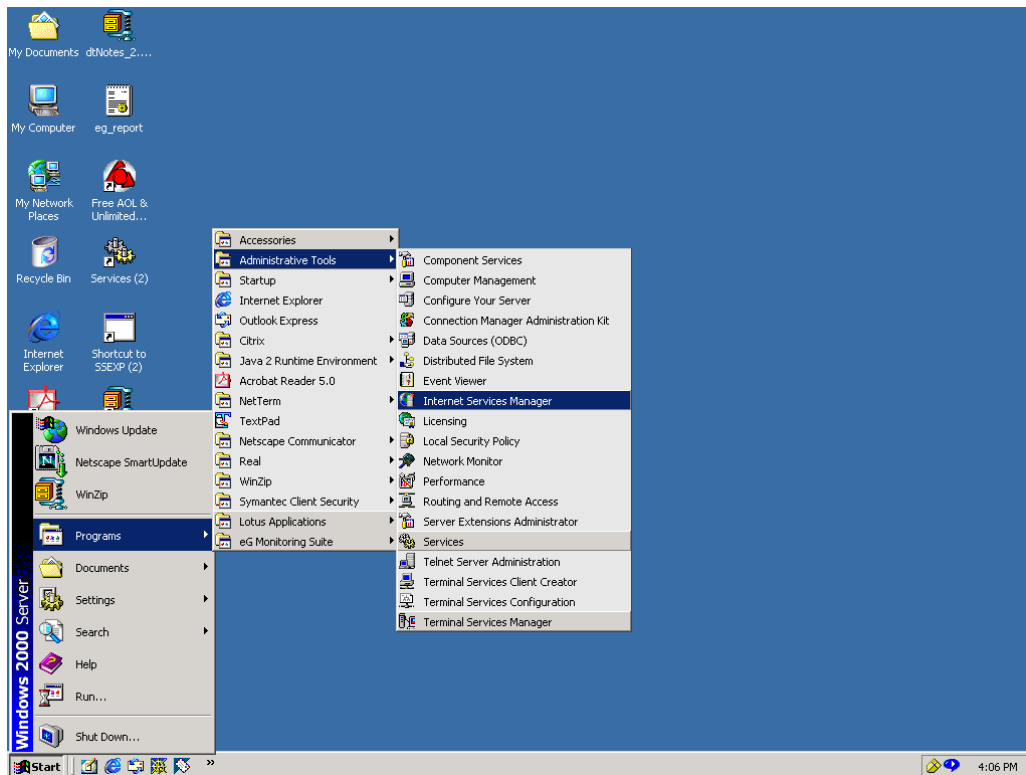 My Documents
dtNotes_2....
My Computer
eg_report
My Network
Places
Free AOL &
Unlimited...
Recycle Bin
Services (2)
Internet
Explorer
Shortcut to
SSEXP (2)
Windows Update
Netscape SmartUpdate
WinZip
Programs
Documents
Settings
Search
Help
Run...
Shut Down...
Windows 2000 Server
Accessories
Administrative Tools
Startup
Internet Explorer
Outlook Express
Citrix
Java 2 Runtime Environment
Acrobat Reader 5.0
NetTerm
TextPad
Netscape Communicator
Real
WinZip
Symantec Client Security
Lotus Applications
eG Monitoring Suite
Component Services
Computer Management
Configure Your Server
Connection Manager Administration Kit
Data Sources (ODBC)
Distributed File System
Event Viewer
Internet Services Manager
Licensing
Local Security Policy
Network Monitor
Performance
Routing and Remote Access
Server Extensions Administrator
Services
Telnet Server Administration
Terminal Services Client Creator
Terminal Services Configuration
Terminal Services Manager
Start
»
4:06 PM